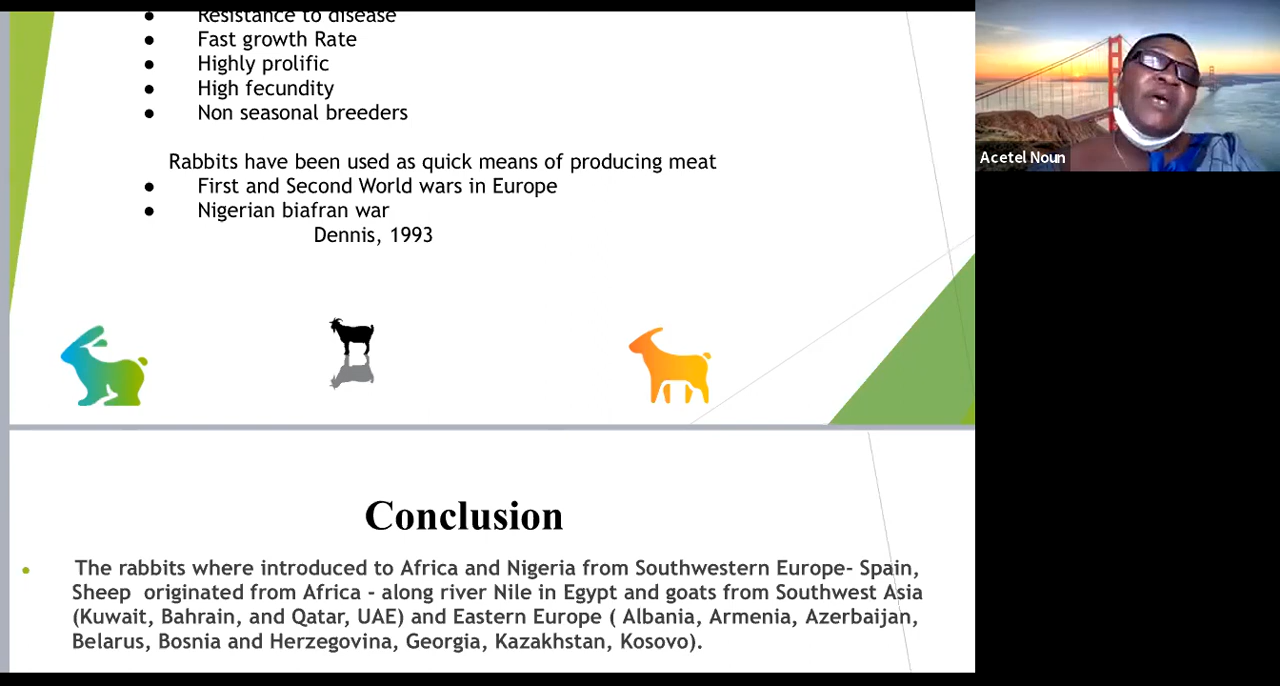 Resistance to disease
● Fast growth Rate
● Highly prolific
● High fecundity
● Non seasonal breeders
Rabbits have been used as quick means of producing meat
● First and Second World wars in Europe
● Nigerian biafran war
Dennis, 1993
Acetel Noun
Conclusion
● The rabbits where introduced to Africa and Nigeria from Southwestern Europe- Spain,
Sheep originated from Africa - along river Nile in Egypt and goats from Southwest Asia
(Kuwait, Bahrain, and Qatar, UAE) and Eastern Europe ( Albania, Armenia, Azerbaijan,
Belarus, Bosnia and Herzegovina, Georgia, Kazakhstan, Kosovo).